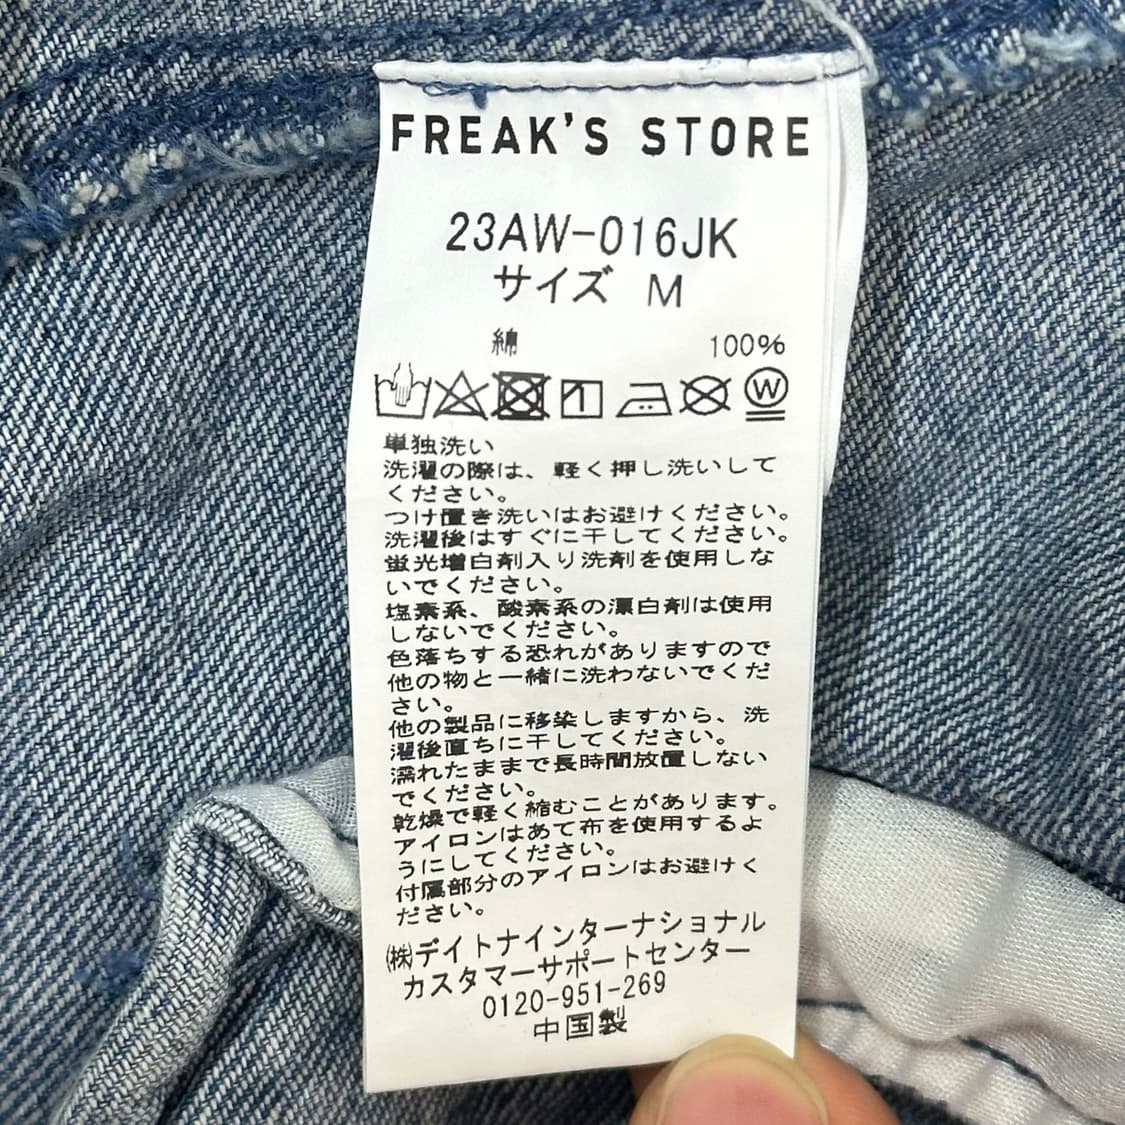 FREAK'S STORE
23AW-016JK
サイズ M
綿 100%
W
単独洗い
洗濯の際は、軽く押し洗いして
ください。
つけ置き洗いはお避けください。
洗濯後はすぐに干してください。
蛍光増白剤入り洗剤を使用しな
いでください。
塩素系、酸素系の漂白剤は使用
しないでください。
色落ちする恐れがありますので
他の物と一緒に洗わないでくだ
さい。
他の製品に移染しますから、洗
濯後直ちに干してください。
濡れたままで長時間放置しない
でください。
乾燥で軽く縮むことがあります。
アイロンはあて布を使用するよ
うにしてください。
付属部分のアイロンはお避けく
ださい。
㈱デイトナインターナショナル
カスタマーサポートセンター
0120-951-269
中国製